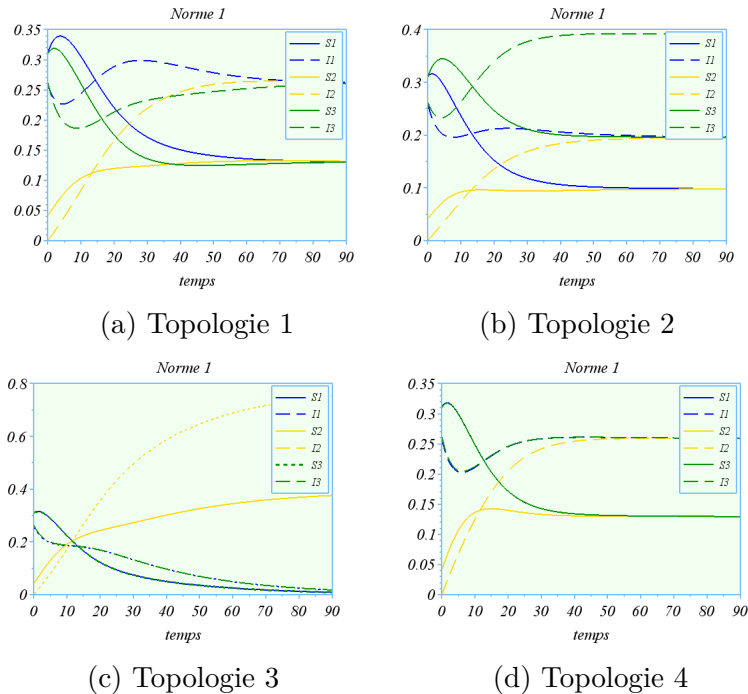 Norme 1
0.35
0.3
0.25
0.2
0.15
0.1
0.05
0
0 10 20 30 40 50 60 70 80 90
temps
S1
I1
S2
I2
S3
I3
(a) Topologie 1
Norme 1
0.4
0.3
0.2
0.1
0
0 10 20 30 40 50 60 70 80 90
temps
S1
I1
S2
I2
S3
I3
(b) Topologie 2
Norme 1
0.8
0.6
0.4
0.2
0
0 10 20 30 40 50 60 70 80 90
temps
S1
I1
S2
I2
S3
I3
(c) Topologie 3
Norme 1
0.35
0.3
0.25
0.2
0.15
0.1
0.05
0
0 10 20 30 40 50 60 70 80 90
temps
S1
I1
S2
I2
S3
I3
(d) Topologie 4